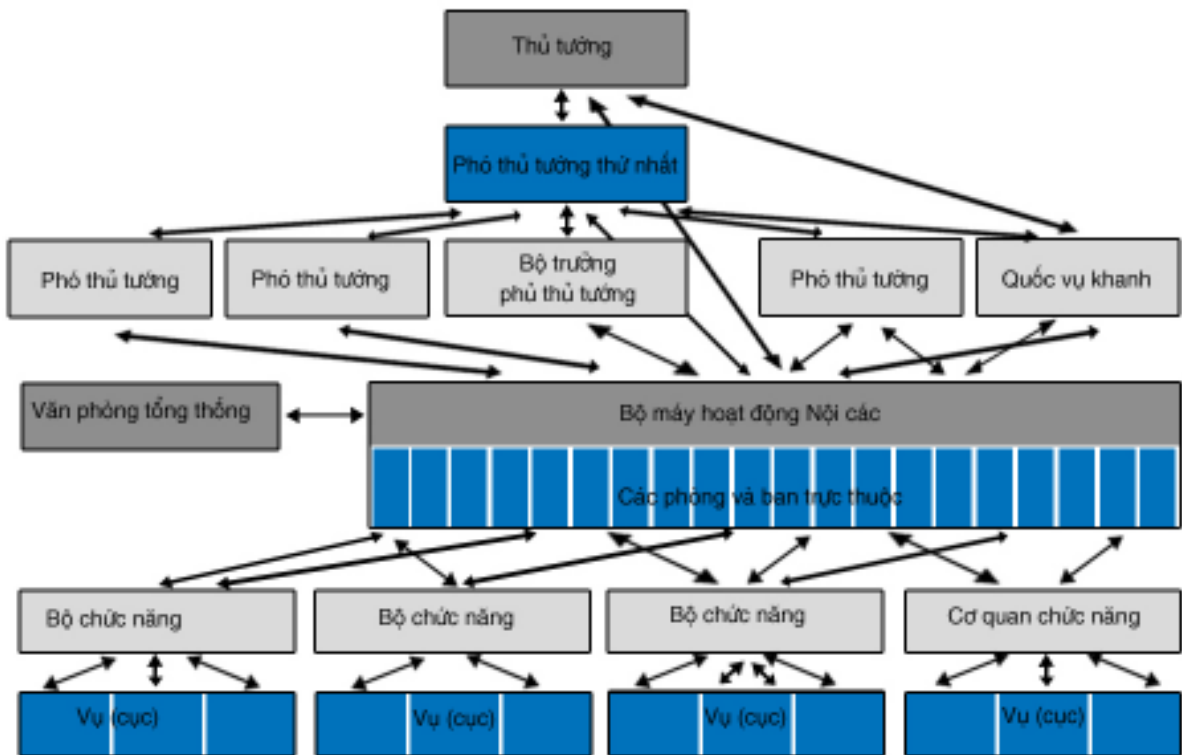 Thủ tướng
Phó thủ tướng thứ nhất
Phó thủ tướng
Phó thủ tướng
Bộ trưởng
phủ thủ tướng
Phó thủ tướng
Quốc vụ khanh
Văn phòng tổng thống
Bộ máy hoạt động Nội các
Các phòng và ban trực thuộc
Bộ chức năng
Bộ chức năng
Bộ chức năng
Cơ quan chức năng
Vụ (cục)
Vụ (cục)
Vụ (cục)
Vụ (cục)